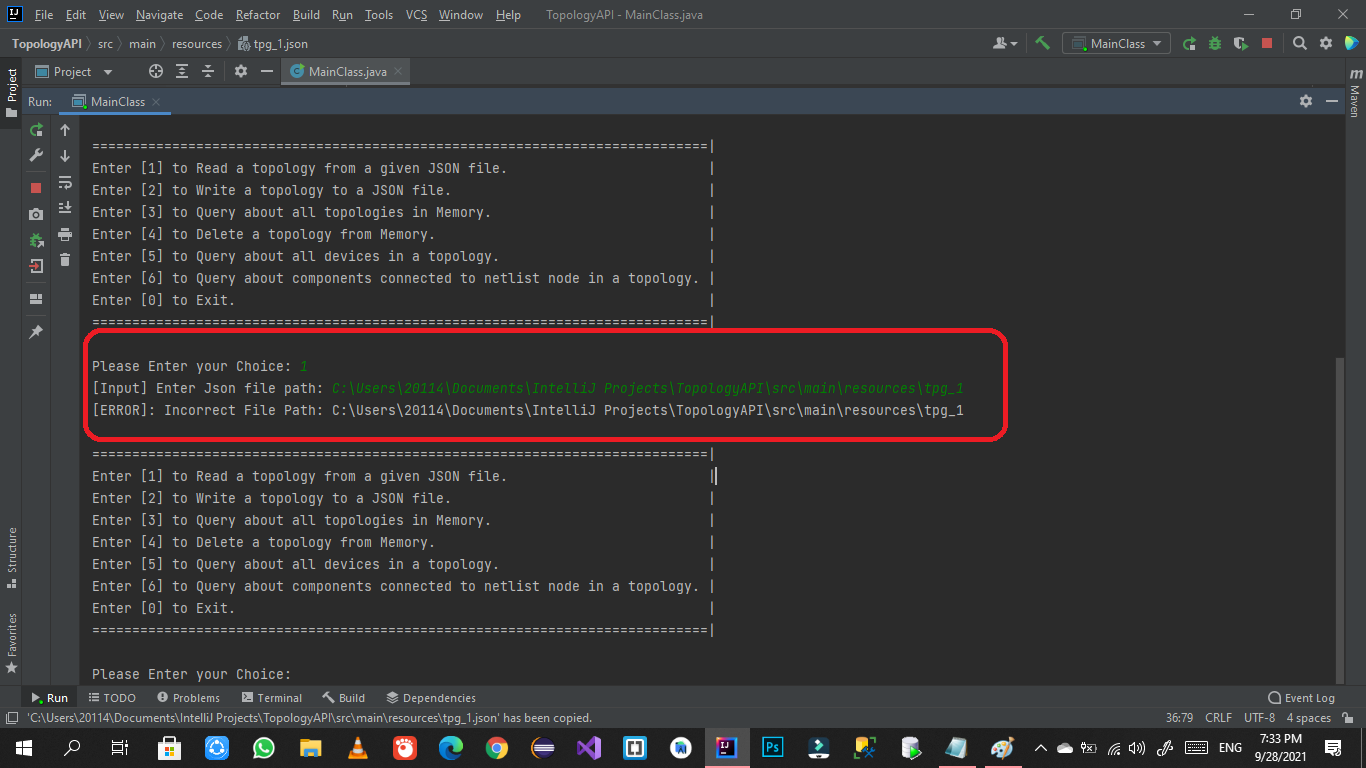 File Edit View Navigate Code Refactor Build Run Tools VCS Window Help TopologyAPI - MainClass.java
TopologyAPI src main resources tpg_1.json MainClass
Project MainClass.java
Run: MainClass
=============================================================================|
Enter [1] to Read a topology from a given JSON file. |
Enter [2] to Write a topology to a JSON file. |
Enter [3] to Query about all topologies in Memory. |
Enter [4] to Delete a topology from Memory. |
Enter [5] to Query about all devices in a topology. |
Enter [6] to Query about components connected to netlist node in a topology. |
Enter [0] to Exit. |
=============================================================================|
Please Enter your Choice: 1
[Input] Enter Json file path: C:\Users\20114\Documents\IntelliJ Projects\TopologyAPI\src\main\resources\tpg_1
[ERROR]: Incorrect File Path: C:\Users\20114\Documents\IntelliJ Projects\TopologyAPI\src\main\resources\tpg_1
=============================================================================|
Enter [1] to Read a topology from a given JSON file. |
Enter [2] to Write a topology to a JSON file. |
Enter [3] to Query about all topologies in Memory. |
Enter [4] to Delete a topology from Memory. |
Enter [5] to Query about all devices in a topology. |
Enter [6] to Query about components connected to netlist node in a topology. |
Enter [0] to Exit. |
=============================================================================|
Please Enter your Choice:
Project
Structure
Favorites
Maven
Run TODO Problems Terminal Build Dependencies Event Log
'C:\Users\20114\Documents\IntelliJ Projects\TopologyAPI\src\main\resources\tpg_1.json' has been copied. 36:79 CRLF UTF-8 4 spaces
ENG 7:33 PM
9/28/2021